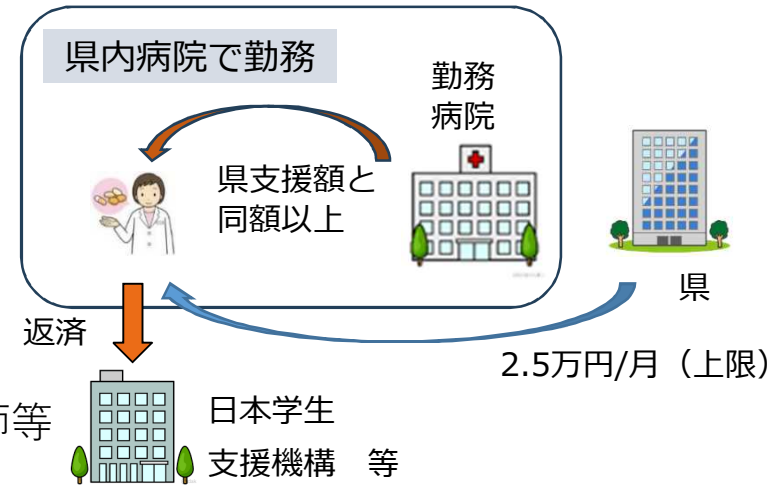 県内病院で勤務
勤務
病院
県支援額と
同額以上
県
返済
2.5万円/月（上限）
等
日本学生
支援機構　等